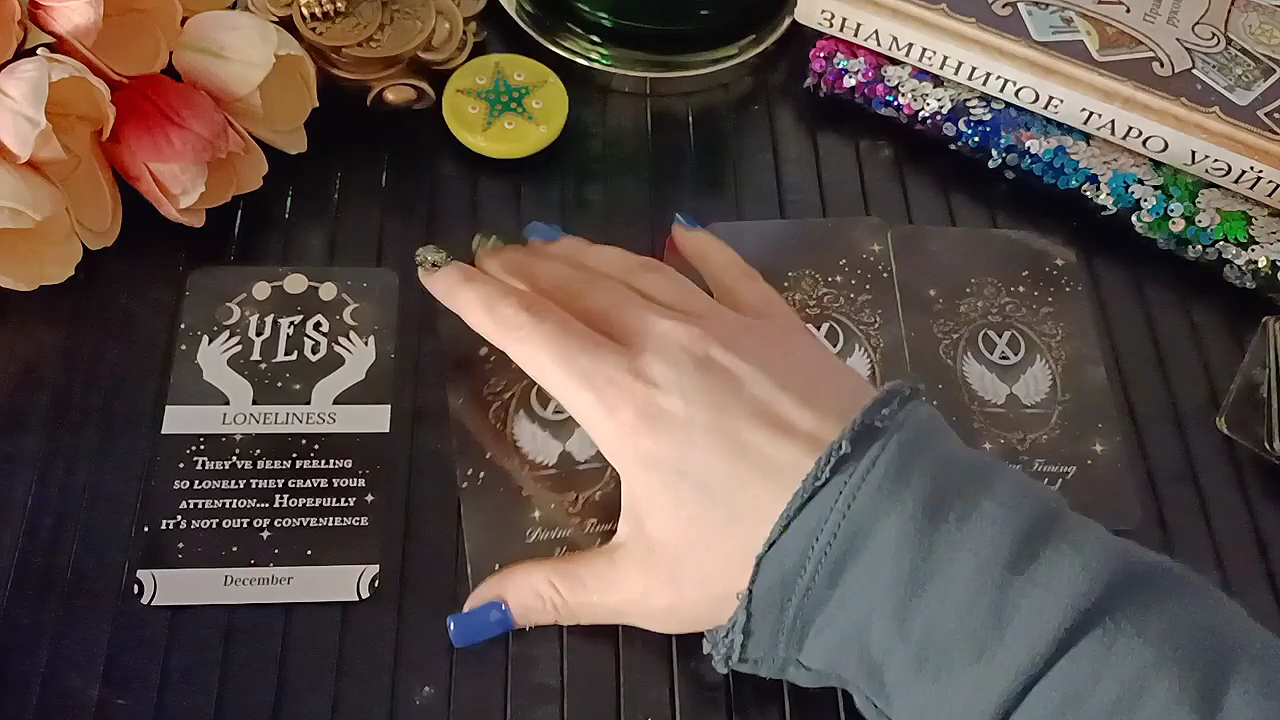 ЗНАМЕНИТОЕ ТАРО УЭЙТ
YES
LONELINESS
THEY'VE BEEN FEELING
SO LONELY THEY CRAVE YOUR
ATTENTION... HOPEFULLY
IT'S NOT OUT OF CONVENIENCE
December
Divine
Timing